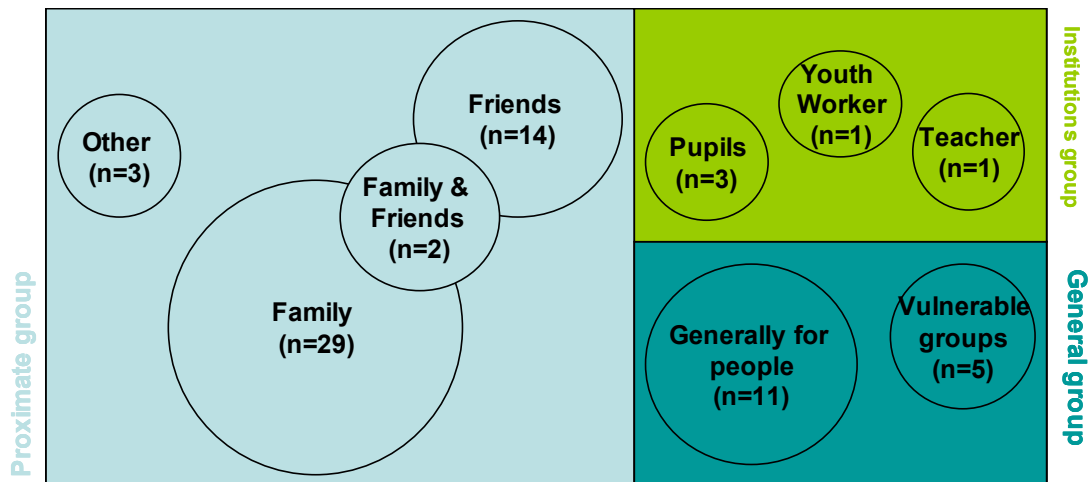 Proximate group
Other
(n=3)
Friends
(n=14)
Family &
Friends
(n=2)
Family
(n=29)
Institutions group
Pupils
(n=3)
Youth
Worker
(n=1)
Teacher
(n=1)
General group
Generally for
people
(n=11)
Vulnerable
groups
(n=5)